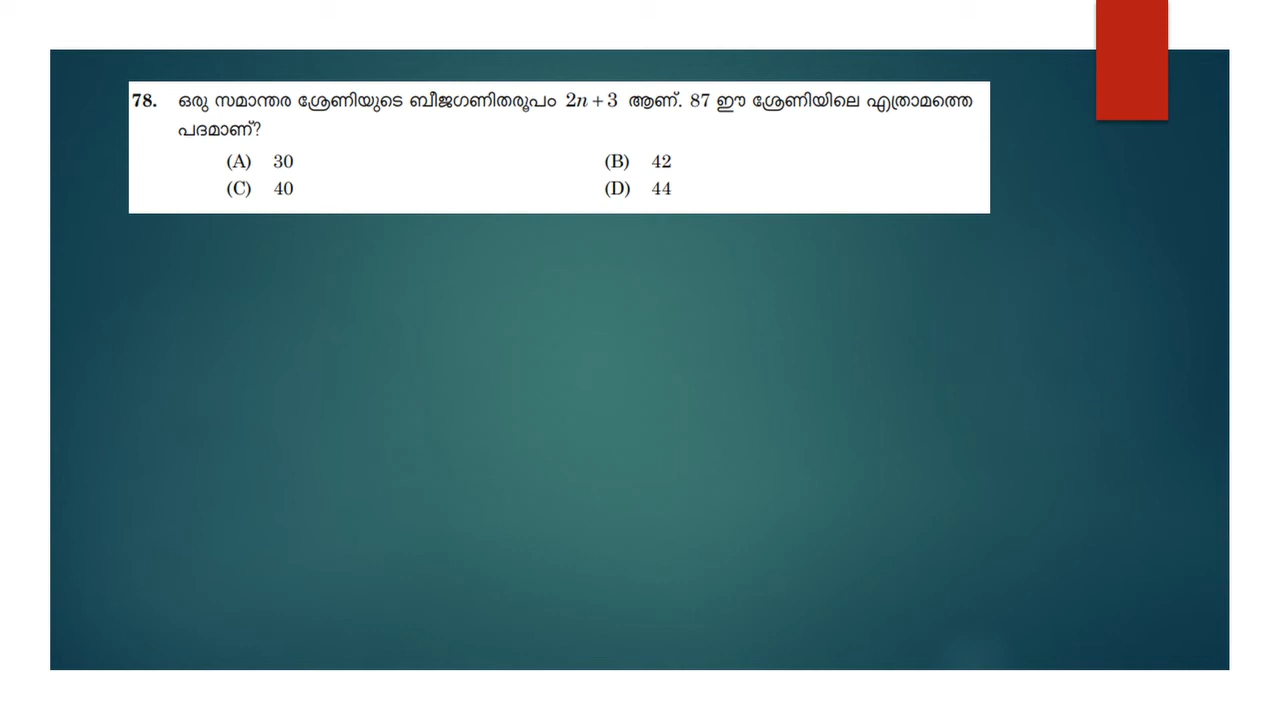 78. ഒരു സമാന്തര ശ്രേണിയുടെ ബീജഗണിതരൂപം 2n+3 ആണ്. 87 ഈ ശ്രേണിയിലെ എത്രാമത്തെ
പദമാണ്?
(A) 30 (B) 42
(C) 40 (D) 44